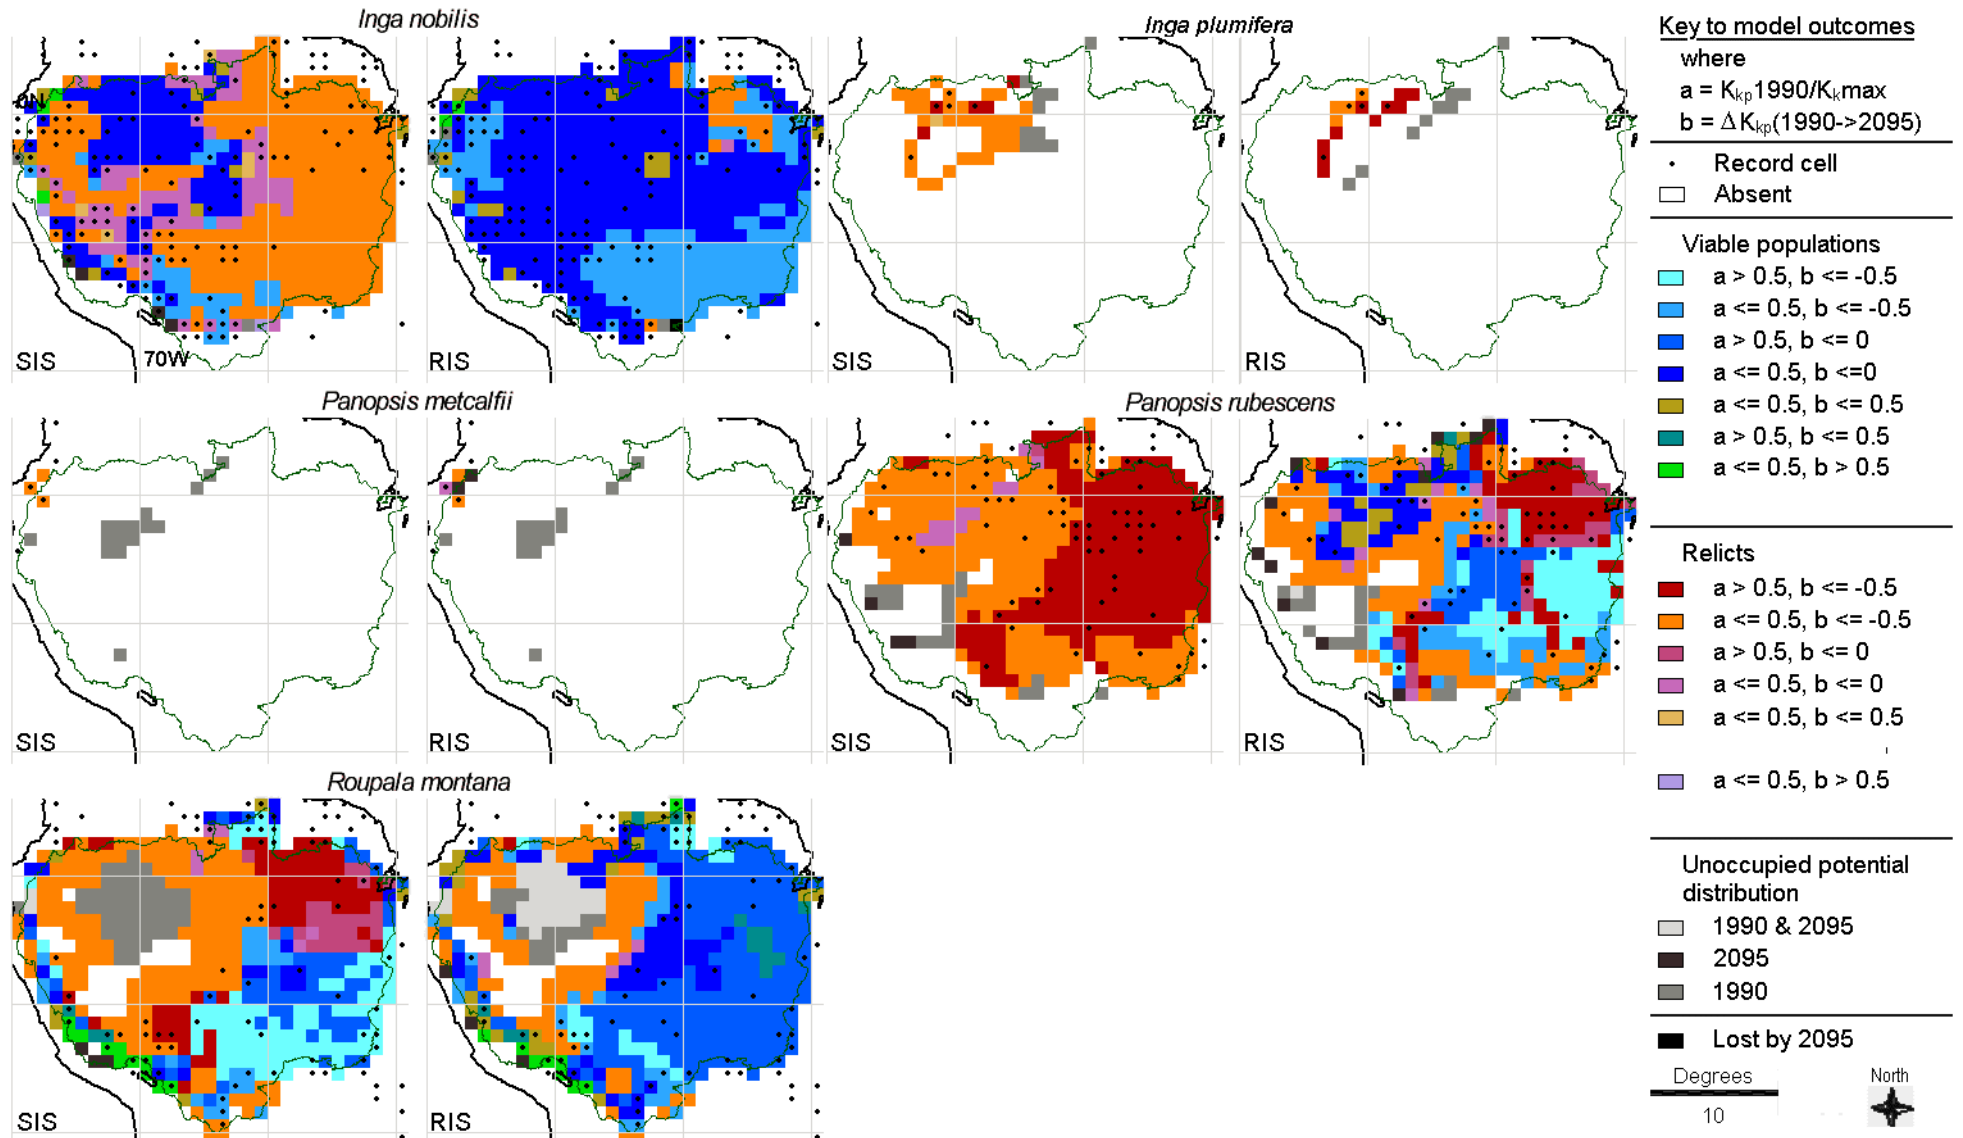 Inga nobilis
Inga plumifera
0N
SIS
70W
RIS
SIS
RIS
Panopsis metcalfii
Panopsis rubescens
SIS
RIS
SIS
RIS
Roupala montana
SIS
RIS
Key to model outcomes
where
a = Kkp1990/Kkmax
b = ΔKkp(1990->2095)
Record cell
Absent
Viable populations
a > 0.5, b <= -0.5
a <= 0.5, b <= -0.5
a > 0.5, b <= 0
a <= 0.5, b <=0
a <= 0.5, b <= 0.5
a > 0.5, b <= 0.5
a <= 0.5, b > 0.5
Relicts
a > 0.5, b <= -0.5
a <= 0.5, b <= -0.5
a > 0.5, b <= 0
a <= 0.5, b <= 0
a <= 0.5, b <= 0.5
a <= 0.5, b > 0.5
Unoccupied potential
distribution
1990 & 2095
2095
1990
Lost by 2095
Degrees
10
North